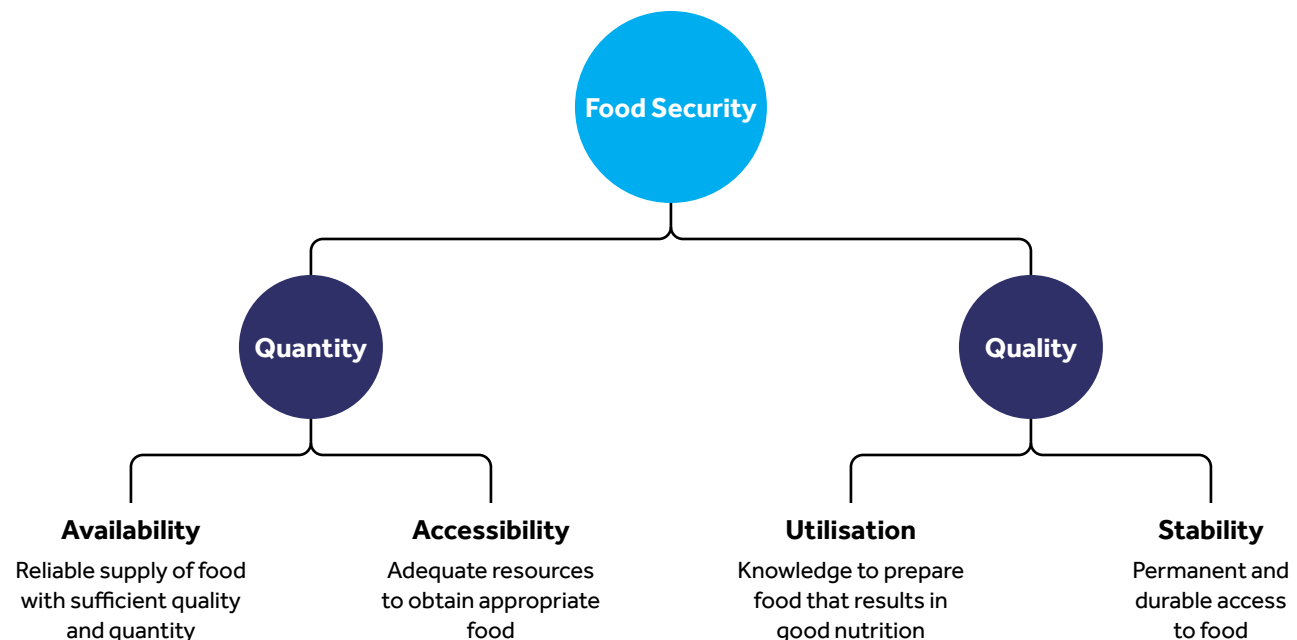 Food Security
Quantity
Quality
Availability
Reliable supply of food
with sufficient quality
and quantity
Accessibility
Adequate resources
to obtain appropriate
food
Utilisation
Knowledge to prepare
food that results in
good nutrition
Stability
Permanent and
durable access
to food